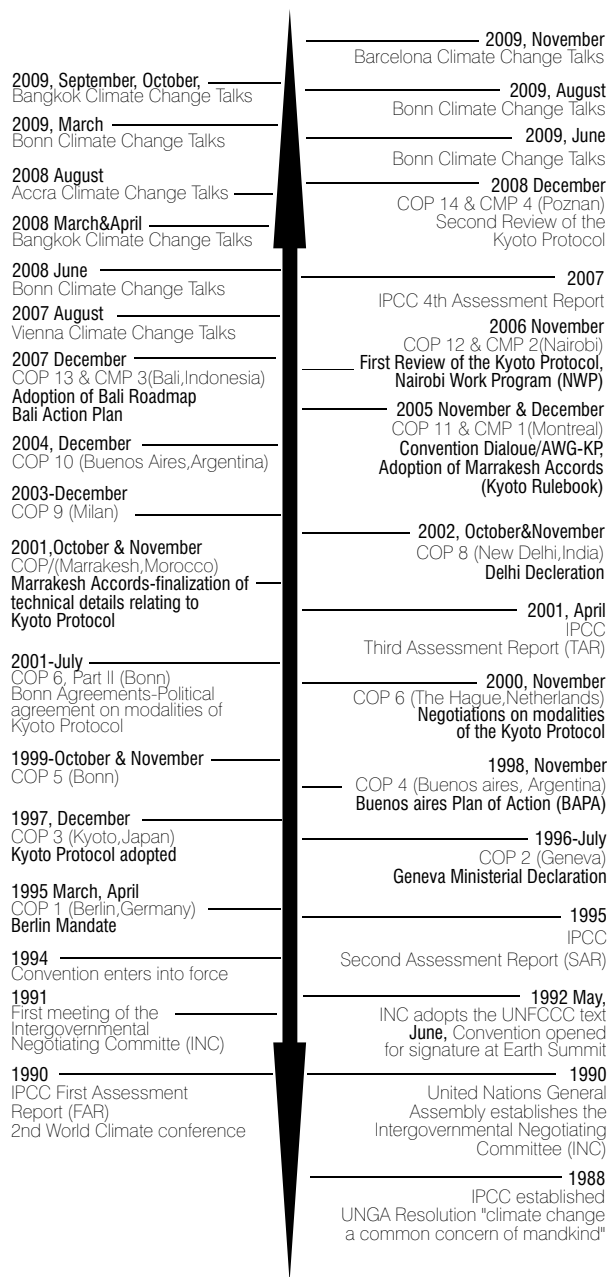 2009, September, October,
Bangkok Climate Change Talks
2009, March
Bonn Climate Change Talks
2008 August
Accra Climate Change Talks
2008 March&April
Bangkok Climate Change Talks
2008 June
Bonn Climate Change Talks
2007 August
Vienna Climate Change Talks
2007 December
COP 13 & CMP 3(Bali,Indonesia)
Adoption of Bali Roadmap
Bali Action Plan
2004, December
COP 10 (Buenos Aires,Argentina)
2003-December
COP 9 (Milan)
2001,October & November
COP/(Marrakesh,Morocco)
Marrakesh Accords-finalization of
technical details relating to
Kyoto Protocol
2001-July
COP 6, Part II (Bonn)
Bonn Agreements-Political
agreement on modalities of
Kyoto Protocol
1999-October & November
COP 5 (Bonn)
1997, December
COP 3 (Kyoto,Japan)
Kyoto Protocol adopted
1995 March, April
COP 1 (Berlin,Germany)
Berlin Mandate
1994
Convention enters into force
1991
First meeting of the
Intergovernmental
Negotiating Committe (INC)
1990
IPCC First Assessment
Report (FAR)
2nd World Climate conference
2009, November
Barcelona Climate Change Talks
2009, August
Bonn Climate Change Talks
2009, June
Bonn Climate Change Talks
2008 December
COP 14 & CMP 4 (Poznan)
Second Review of the
Kyoto Protocol
2007
IPCC 4th Assessment Report
2006 November
COP 12 & CMP 2(Nairobi)
First Review of the Kyoto Protocol,
Nairobi Work Program (NWP)
2005 November & December
COP 11 & CMP 1(Montreal)
Convention Dialoue/AWG-KP,
Adoption of Marrakesh Accords
(Kyoto Rulebook)
2002, October&November
COP 8 (New Delhi,India)
Delhi Decleration
2001, April
IPCC
Third Assessment Report (TAR)
2000, November
COP 6 (The Hague,Netherlands)
Negotiations on modalities
of the Kyoto Protocol
1998, November
COP 4 (Buenos aires, Argentina)
Buenos aires Plan of Action (BAPA)
1996-July
COP 2 (Geneva)
Geneva Ministerial Declaration
1995
IPCC
Second Assessment Report (SAR)
1992 May,
INC adopts the UNFCCC text
June, Convention opened
for signature at Earth Summit
1990
United Nations General
Assembly establishes the
Intergovernmental Negotiating
Committee (INC)
1988
IPCC established
UNGA Resolution "climate change
a common concern of mandkind"